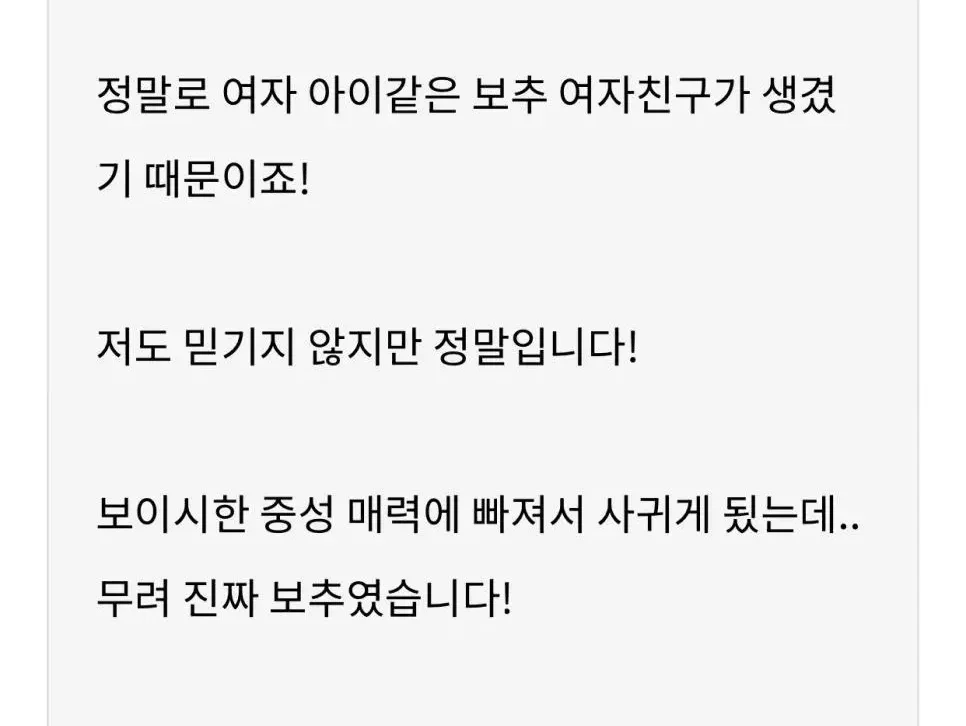 정말로 여자 아이같은 보추 여자친구가 생겼
기 때문이죠!
저도 믿기지 않지만 정말입니다!
보이시한 중성 매력에 빠져서 사귀게 됬는데..
무려 진짜 보추였습니다!